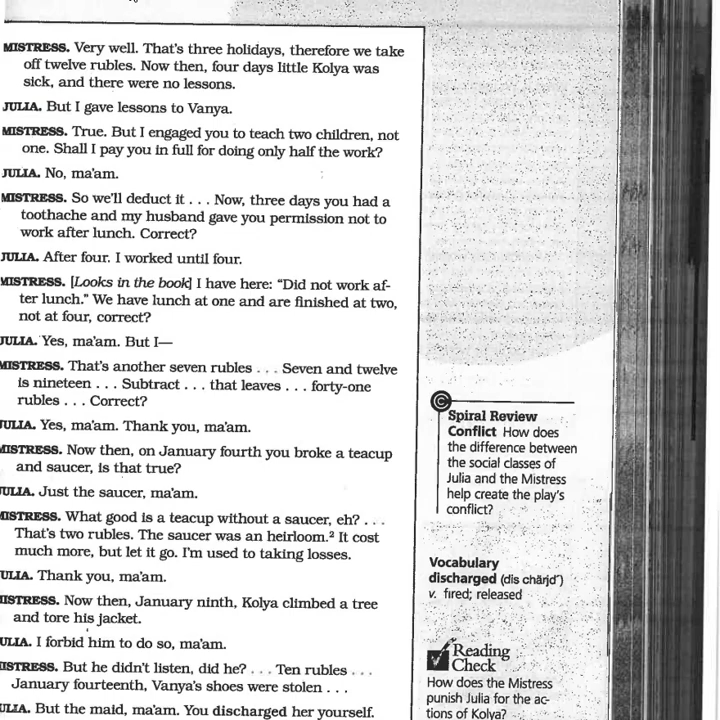 MISTRESS. Very well. That's three holidays, therefore we take
off twelve rubles. Now then, four days little Kolya was
sick, and there were no lessons.
JULIA. But I gave lessons to Vanya.
MISTRESS. True. But I engaged you to teach two children, not
one. Shall I pay you in full for doing only half the work?
JULIA. No, ma'am.
MISTRESS. So we'll deduct it . . . Now, three days you had a
toothache and my husband gave you permission not to
work after lunch. Correct?
JULIA. After four. I worked until four.
MISTRESS. [Looks in the book] I have here: "Did not work af-
ter lunch." We have lunch at one and are finished at two,
not at four, correct?
JULIA. Yes, ma'am. But I—
MISTRESS. That's another seven rubles . . . Seven and twelve
is nineteen . . . Subtract . . . that leaves . . . forty-one
rubles . . . Correct?
JULIA. Yes, ma'am. Thank you, ma'am.
MISTRESS. Now then, on January fourth you broke a teacup
and saucer, is that true?
JULIA. Just the saucer, ma'am.
MISTRESS. What good is a teacup without a saucer, eh? . . .
That's two rubles. The saucer was an heirloom.² It cost
much more, but let it go. I'm used to taking losses.
ULIA. Thank you, ma'am.
MISTRESS. Now then, January ninth, Kolya climbed a tree
and tore his jacket.
ULIA. I forbid him to do so, ma'am.
ISTRESS. But he didn't listen, did he? . . . Ten rubles . . .
January fourteenth, Vanya's shoes were stolen . . .
ULIA. But the maid, ma'am. You discharged her yourself.
C
Spiral Review
Conflict How does
the difference between
the social classes of
Julia and the Mistress
help create the play's
conflict?
Vocabulary
discharged (dis chärjd´)
v. fired; released
Reading
Check
How does the Mistress
punish Julia for the ac-
tions of Kolya?